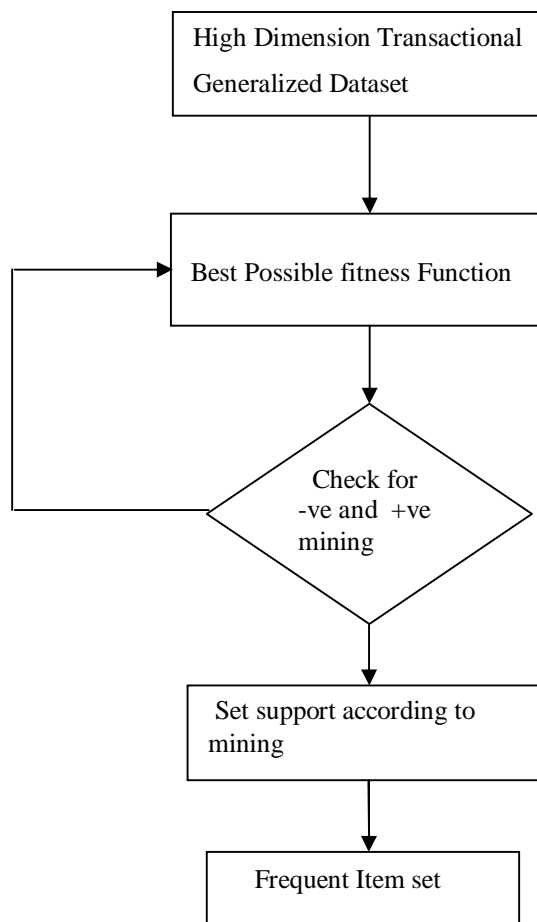 High Dimension Transactional
Generalized Dataset
Best Possible fitness Function
Check for
-ve and +ve
mining
Set support according to
mining
Frequent Item set